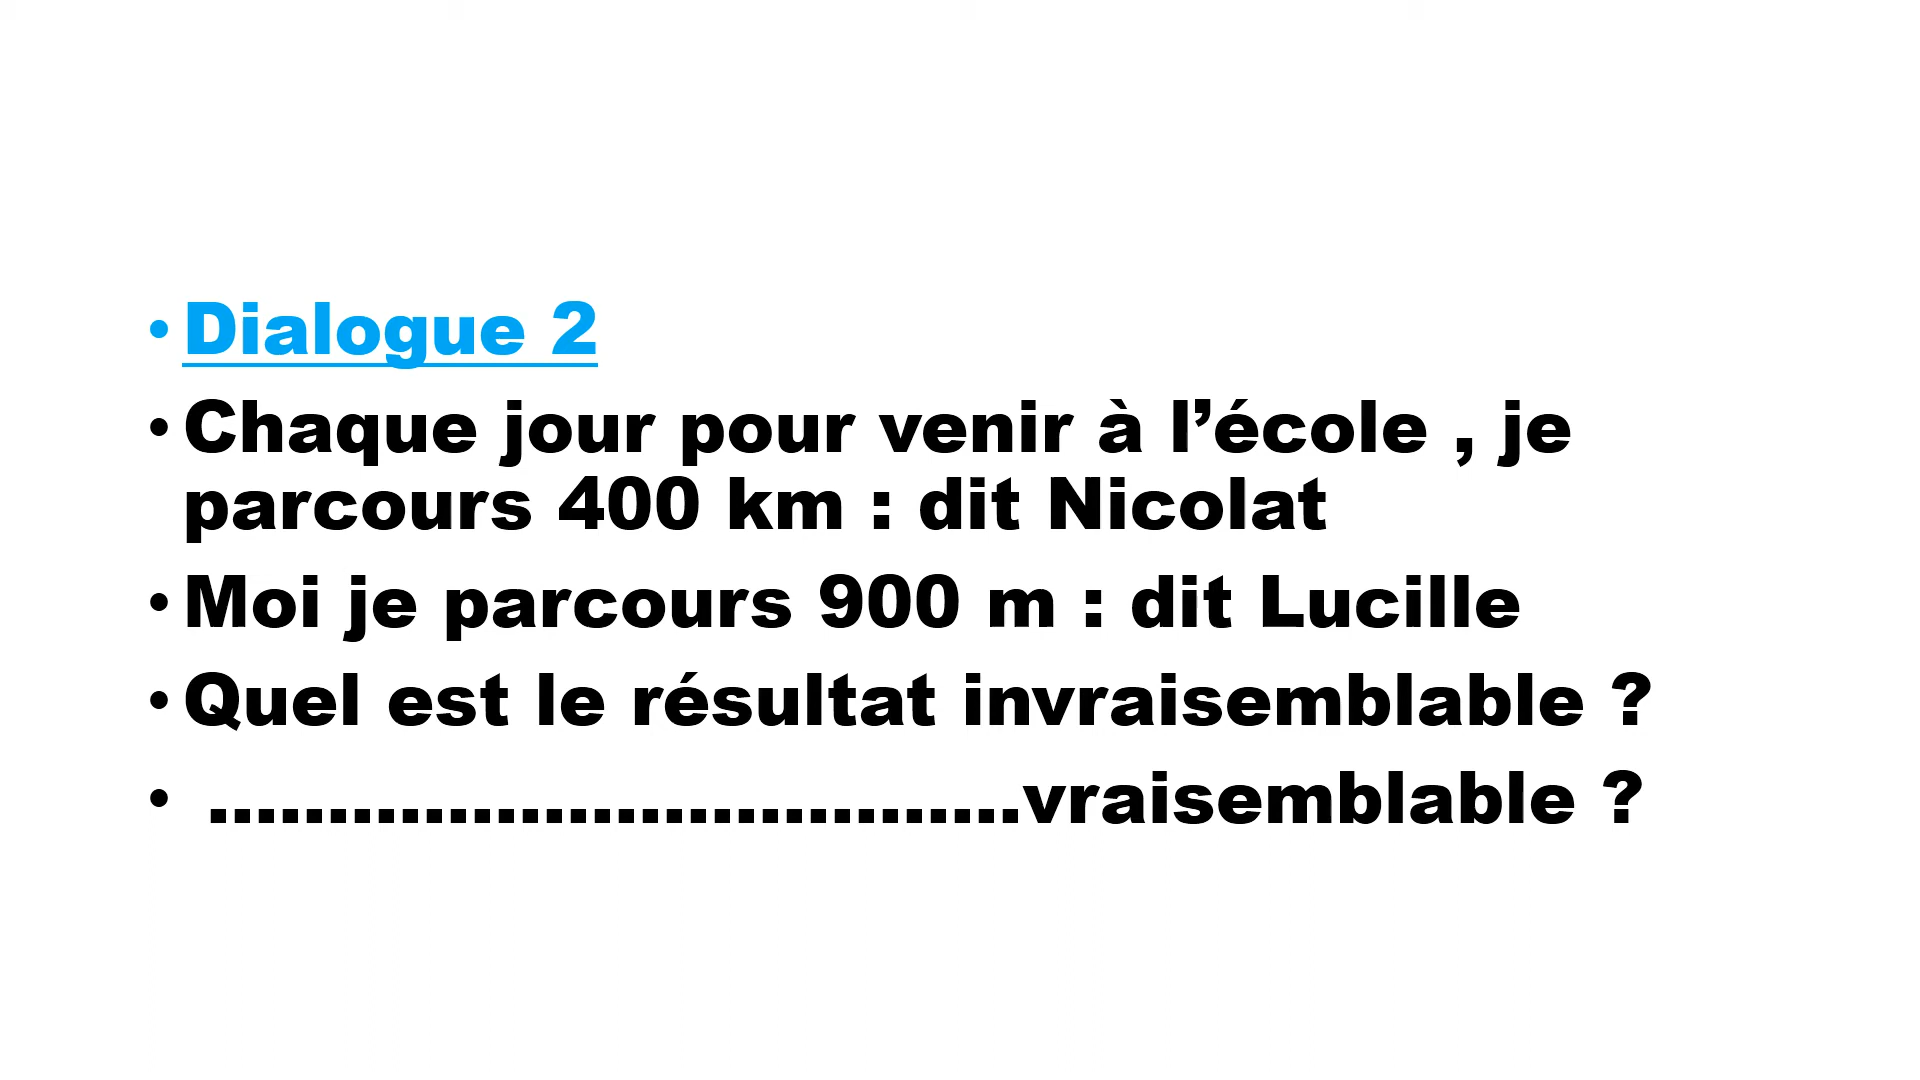 • Dialogue 2
• Chaque jour pour venir à l’école , je
parcours 400 km : dit Nicolat
• Moi je parcours 900 m : dit Lucille
• Quel est le résultat invraisemblable ?
• ..................................vraisemblable ?